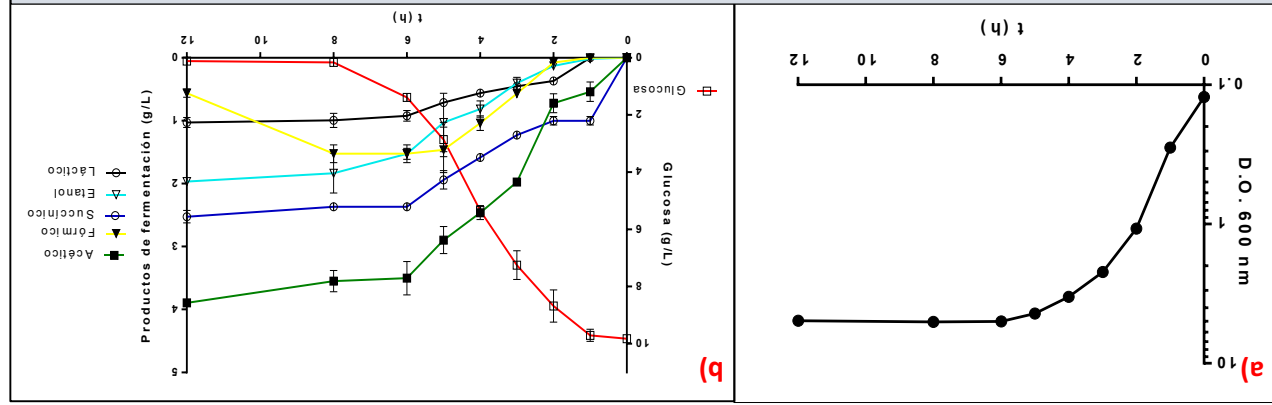 a)
D.O. 600 nm
10
1
0.1
0 2 4 6 8 10 12
t (h)
b)
Glucosa (g/L)
0 2 4 6 8 10
Productos de fermentación (g/L)
0 1 2 3 4 5
0 2 4 6 8 10 12
t (h)
Glucosa
Acético
Fórmico
Succínico
Etanol
Láctico